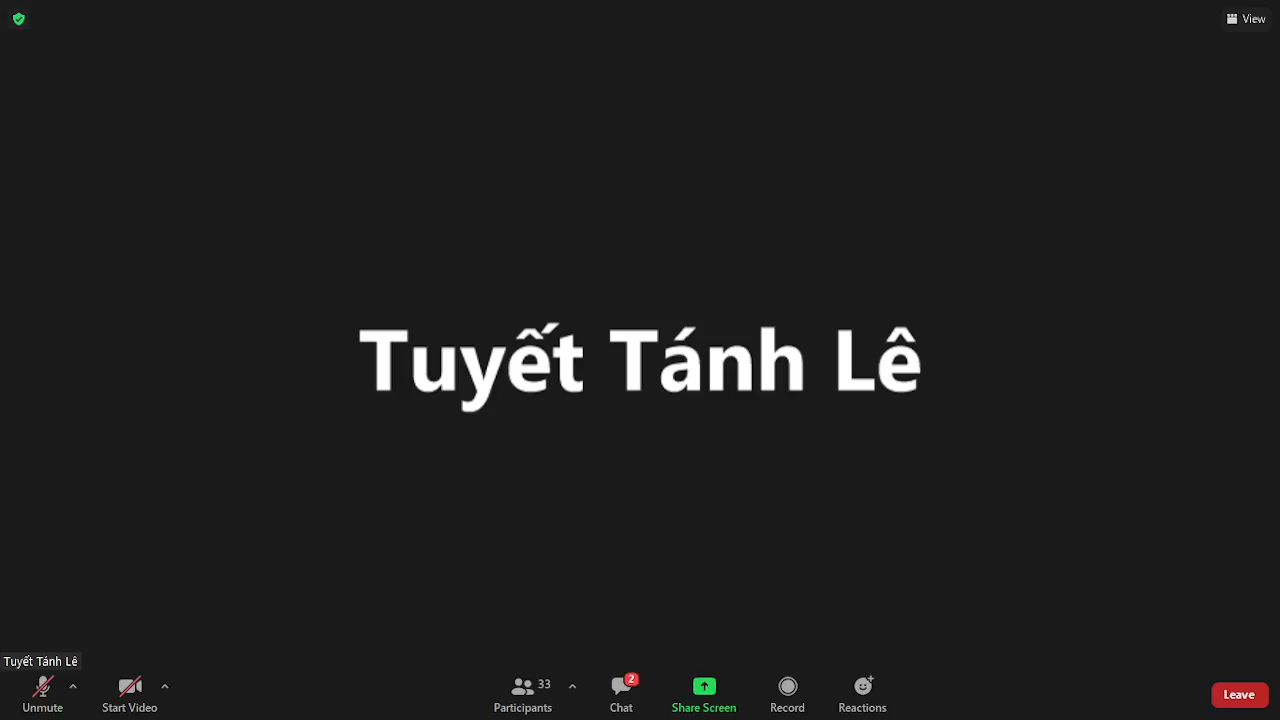 View
Tuyết Tánh Lê
Tuyết Tánh Lê
Unmute
Start Video
33
Participants
2
Chat
Share Screen
Record
Reactions
Leave